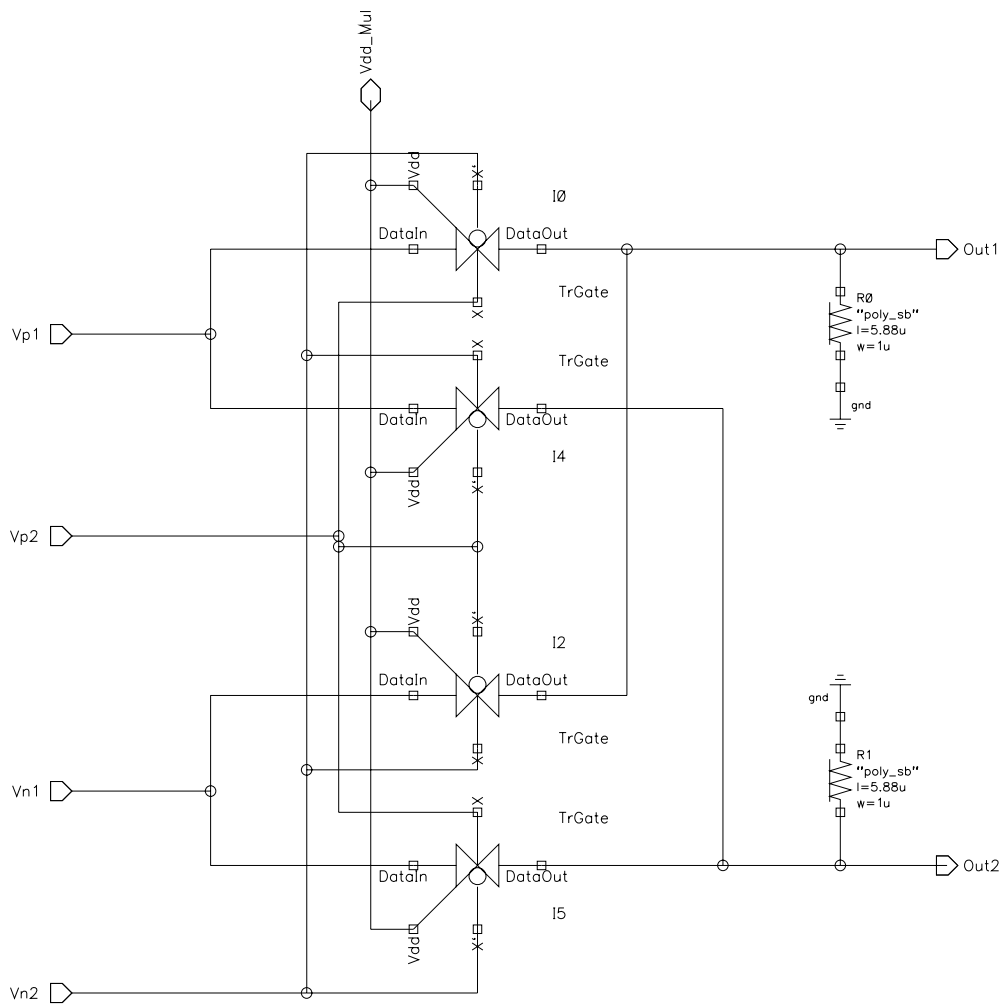 Vdd_Mul
Vdd
X'
I0
DataIn
DataOut
Out1
TrGate
X
R0
"poly_sb"
l=5.88u
w=1u
Vp1
X
TrGate
gnd
DataIn
DataOut
I4
Vdd
X'
Vp2
Vdd
X'
I2
DataIn
DataOut
gnd
TrGate
X
R1
"poly_sb"
l=5.88u
w=1u
Vn1
X
TrGate
Out2
DataIn
DataOut
I5
Vdd
X'
Vn2